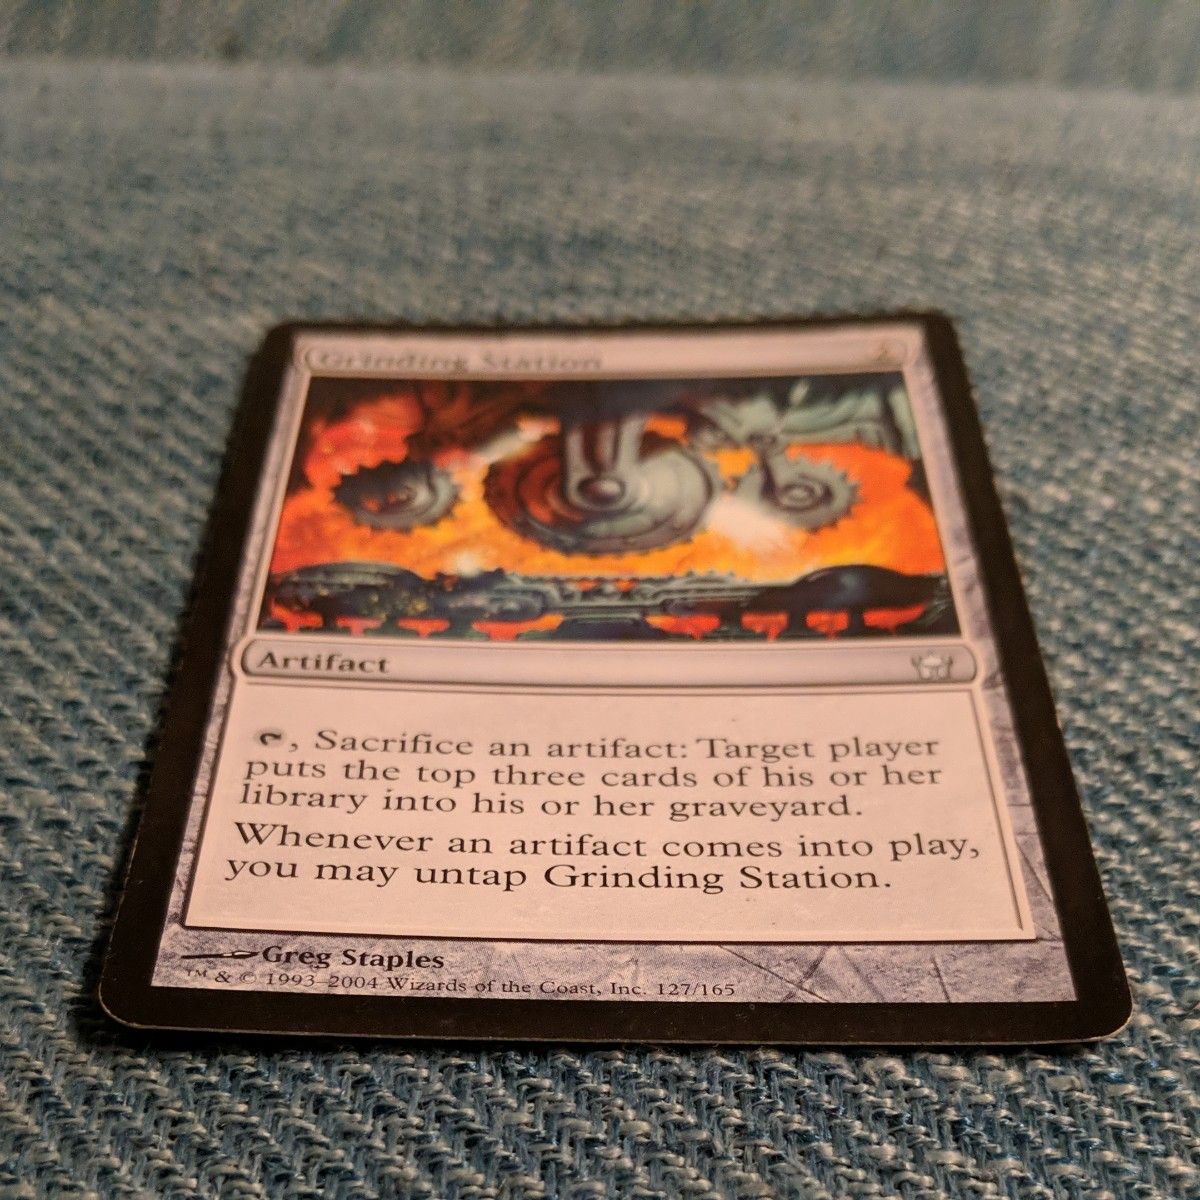 Grinding Station 2
Artifact
, Sacrifice an artifact: Target player
puts the top three cards of his or her
library into his or her graveyard.
Whenever an artifact comes into play,
you may untap Grinding Station.
Greg Staples
™ & © 1993–2004 Wizards of the Coast, Inc. 127/165